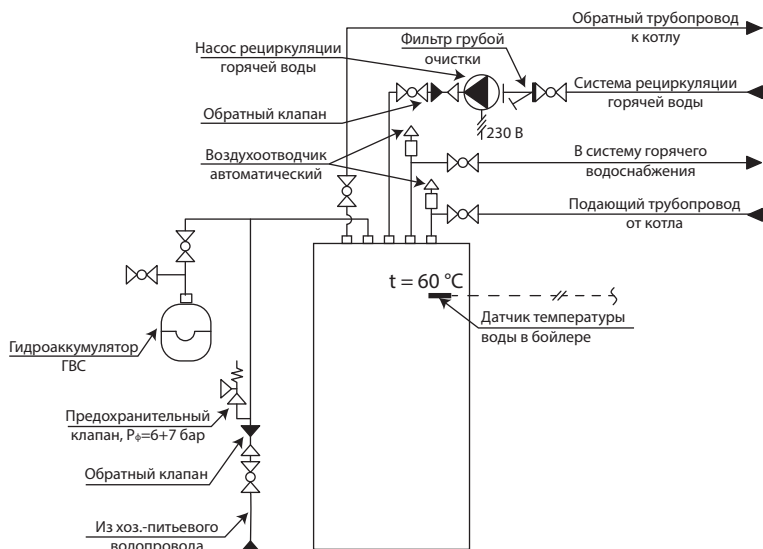 Обратный трубопровод
к котлу
Насос рециркуляции
горячей воды
Фильтр грубой
очистки
Система рециркуляции
горячей воды
Обратный клапан
230 В
Воздухоотводчик
автоматический
В систему горячего
водоснабжения
Подающий трубопровод
от котла
t = 60 °C
Датчик температуры
воды в бойлере
Гидроаккумулятор
ГВС
Предохранительный
клапан, Pф=6+7 бар
Обратный клапан
Из хоз.-питьевого
водопровода